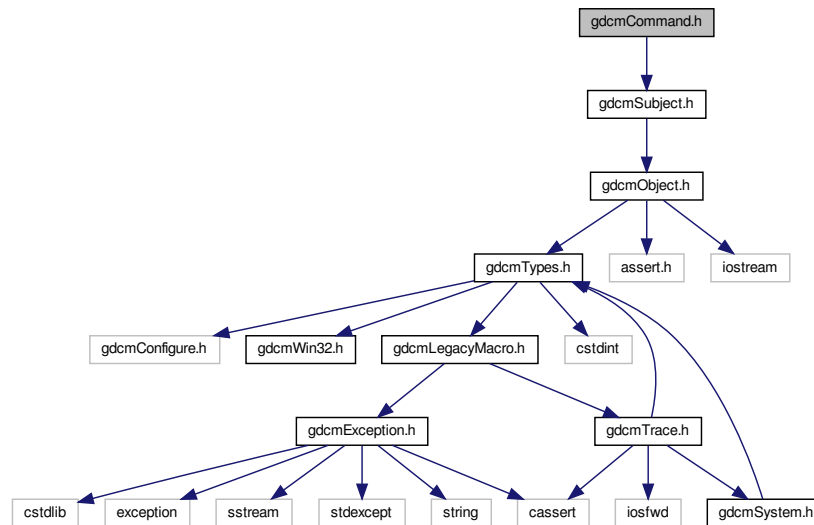 gdcmCommand.h
gdcmSubject.h
gdcmObject.h
gdcmTypes.h
assert.h
iostream
gdcmConfigure.h
gdcmWin32.h
gdcmLegacyMacro.h
cstdint
gdcmException.h
gdcmTrace.h
cstdlib
exception
sstream
stdexcept
string
cassert
iosfwd
gdcmSystem.h